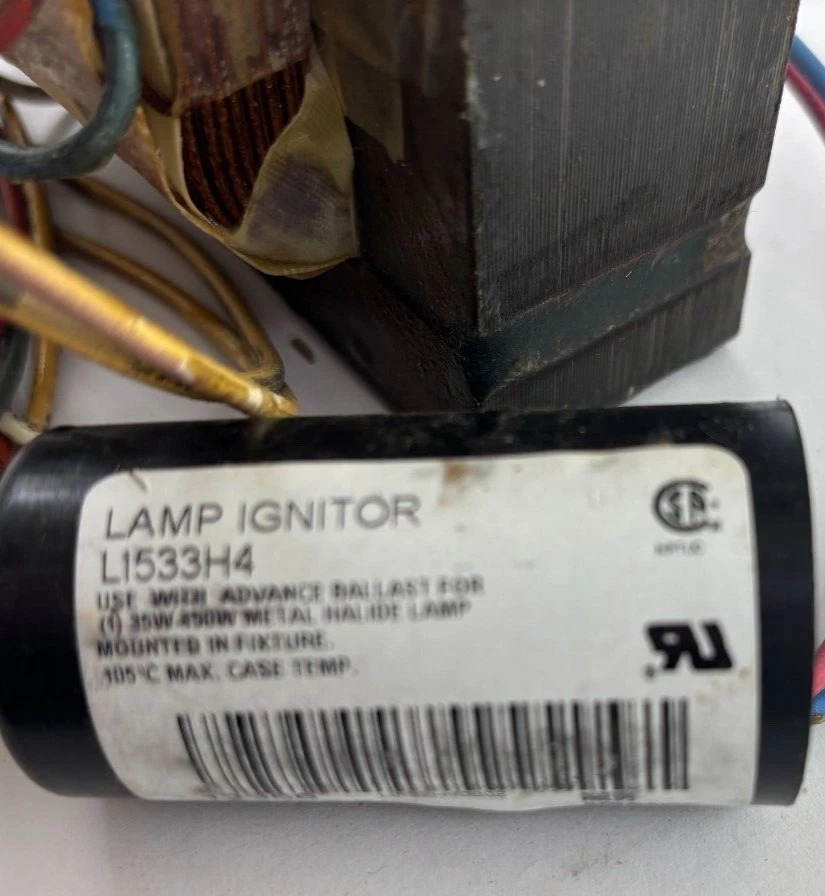 LAMP IGNITOR
L1533H4
USE WITH ADVANCE BALLAST FOR
(1) 35W-450W METAL HALIDE LAMP
MOUNTED IN FIXTURE.
105°C MAX. CASE TEMP.